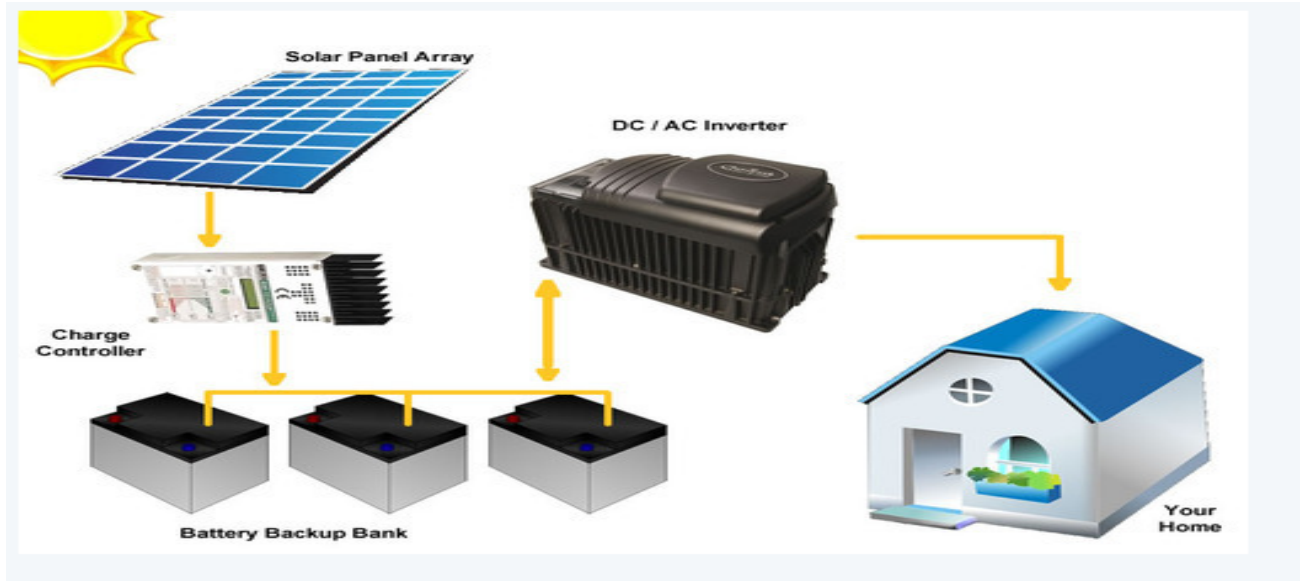 Solar Panel Array
DC / AC Inverter
Charge
Controller
Battery Backup Bank
Your
Home